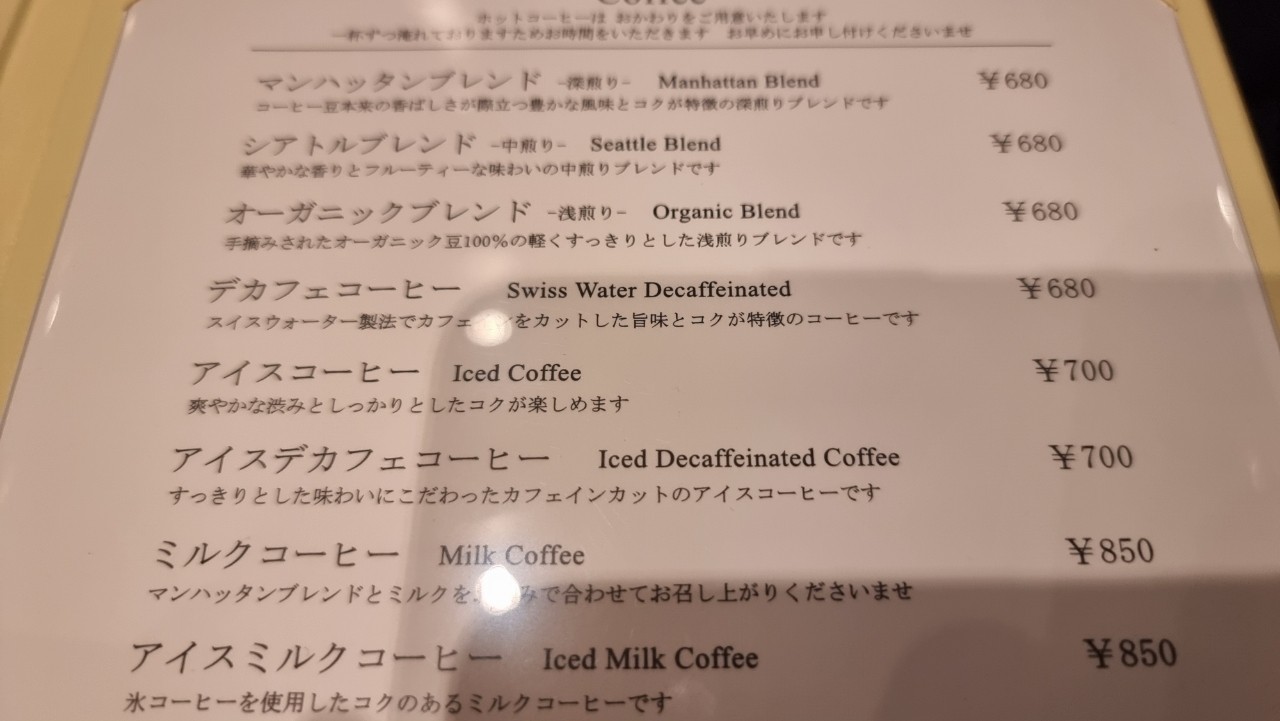 Coffee
ホットコーヒーは おかわりをご用意いたします
一杯ずつ淹れておりますためお時間をいただきます　お早めにお申し付けくださいませ
マンハッタンブレンド -深煎り- Manhattan Blend ¥680
コーヒー豆本来の香ばしさが際立つ豊かな風味とコクが特徴の深煎りブレンドです
シアトルブレンド -中煎り- Seattle Blend ¥680
華やかな香りとフルーティーな味わいの中煎りブレンドです
オーガニックブレンド -浅煎り- Organic Blend ¥680
手摘みされたオーガニック豆100%の軽くすっきりとした浅煎りブレンドです
デカフェコーヒー Swiss Water Decaffeinated ¥680
スイスウォーター製法でカフェ をカットした旨味とコクが特徴のコーヒーです
アイスコーヒー Iced Coffee ¥700
爽やかな渋みとしっかりとしたコクが楽しめます
アイスデカフェコーヒー Iced Decaffeinated Coffee ¥700
すっきりとした味わいにこだわったカフェインカットのアイスコーヒーです
ミルクコーヒー Milk Coffee ¥850
マンハッタンブレンドとミルクを みで合わせてお召し上がりくださいませ
アイスミルクコーヒー Iced Milk Coffee ¥850
氷コーヒーを使用したコクのあるミルクコーヒーです